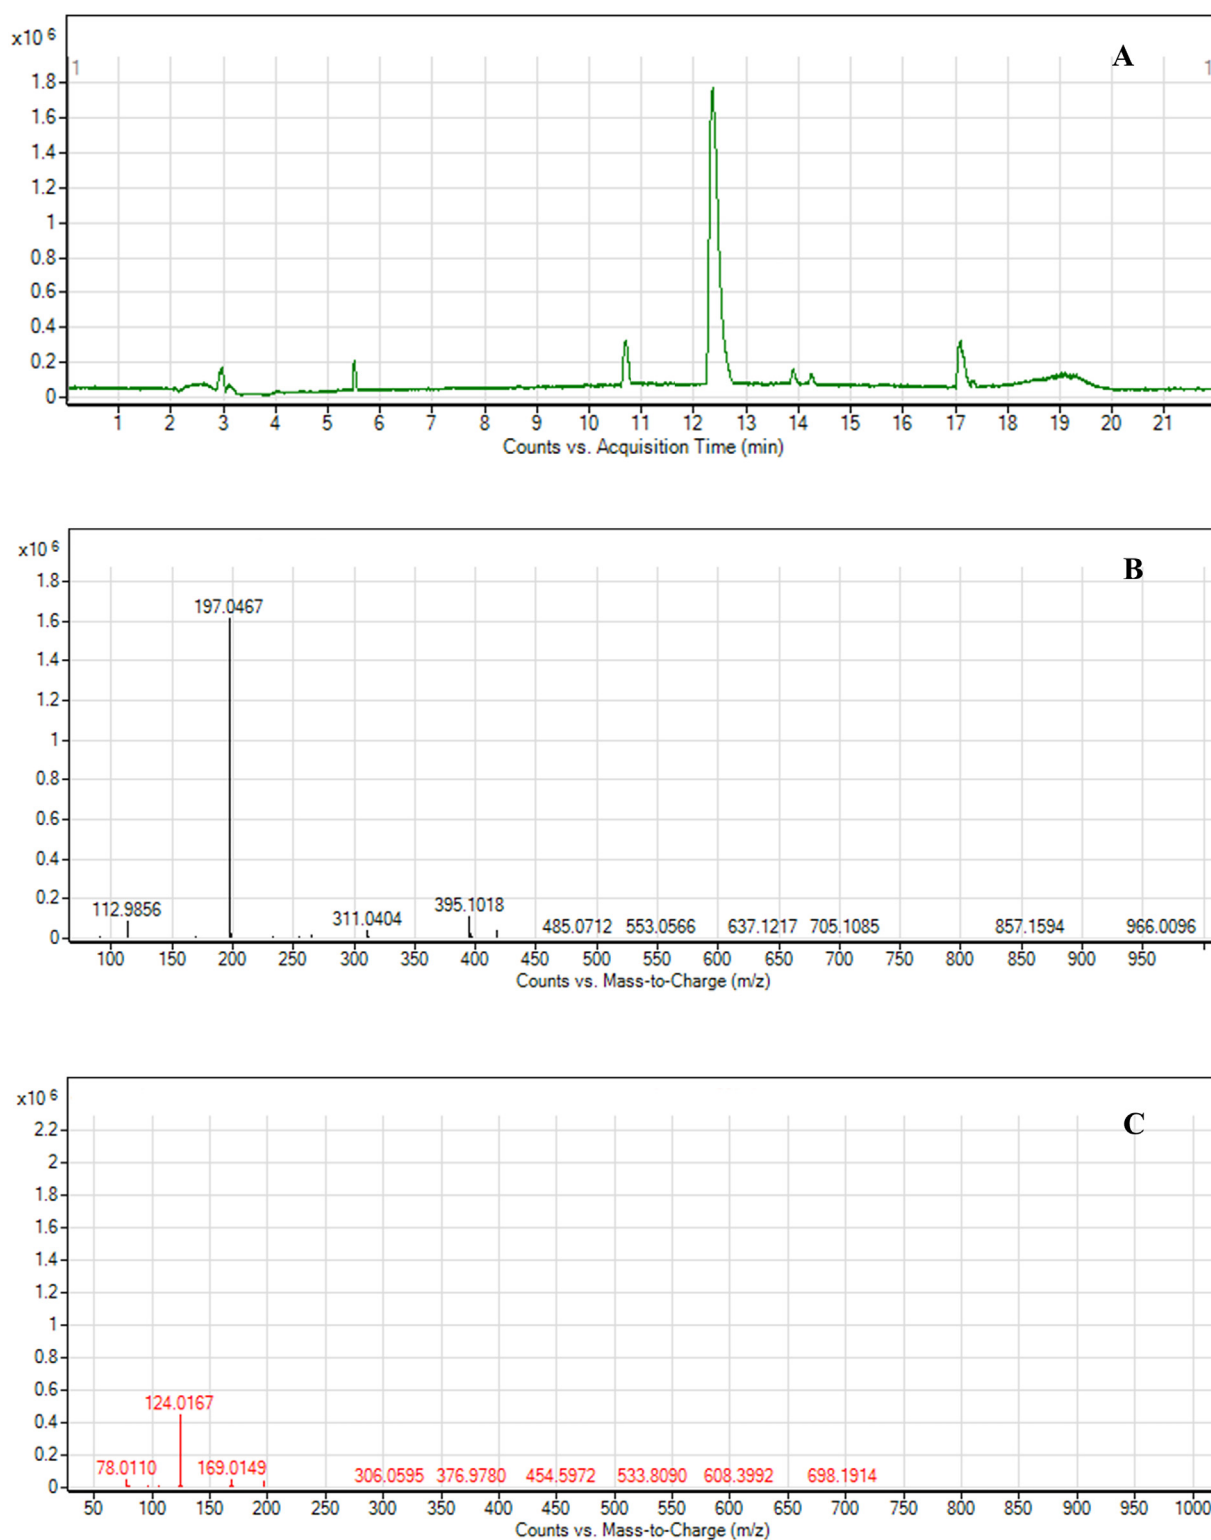 x10 6
A
1
1
1.8
1.6
1.4
1.2
1
0.8
0.6
0.4
0.2
0
1 2 3 4 5 6 7 8 9 10 11 12 13 14 15 16 17 18 19 20 21
Counts vs. Acquisition Time (min)
x10 6
B
1.8
197.0467
1.6
1.4
1.2
1
0.8
0.6
0.4
0.2
112.9856 311.0404 395.1018 485.0712 553.0566 637.1217 705.1085 857.1594 966.0096
0
100 150 200 250 300 350 400 450 500 550 600 650 700 750 800 850 900 950
Counts vs. Mass-to-Charge (m/z)
x10 6
C
2.2
2
1.8
1.6
1.4
1.2
1
0.8
0.6
124.0167
0.4
0.2
78.0110 169.0149 306.0595 376.9780 454.5972 533.8090 608.3992 698.1914
0
50 100 150 200 250 300 350 400 450 500 550 600 650 700 750 800 850 900 950 1000
Counts vs. Mass-to-Charge (m/z)